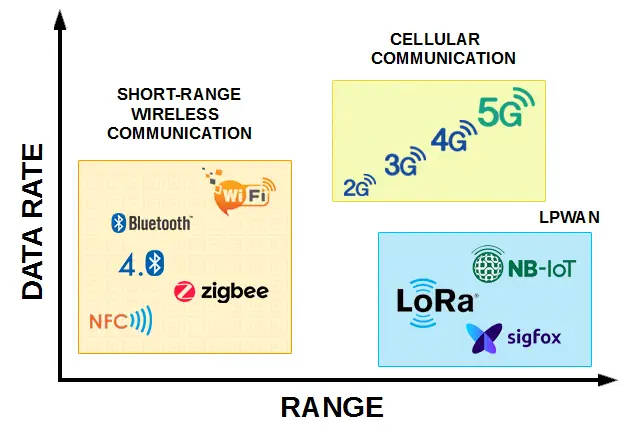 CELLULAR
COMMUNICATION
SHORT-RANGE
WIRELESS
COMMUNICATION
5G
4G
3G
2G
WiFi
Bluetooth™
4.0
zigbee
NFC
LPWAN
NB-IoT
LoRa®
sigfox
DATA RATE
RANGE